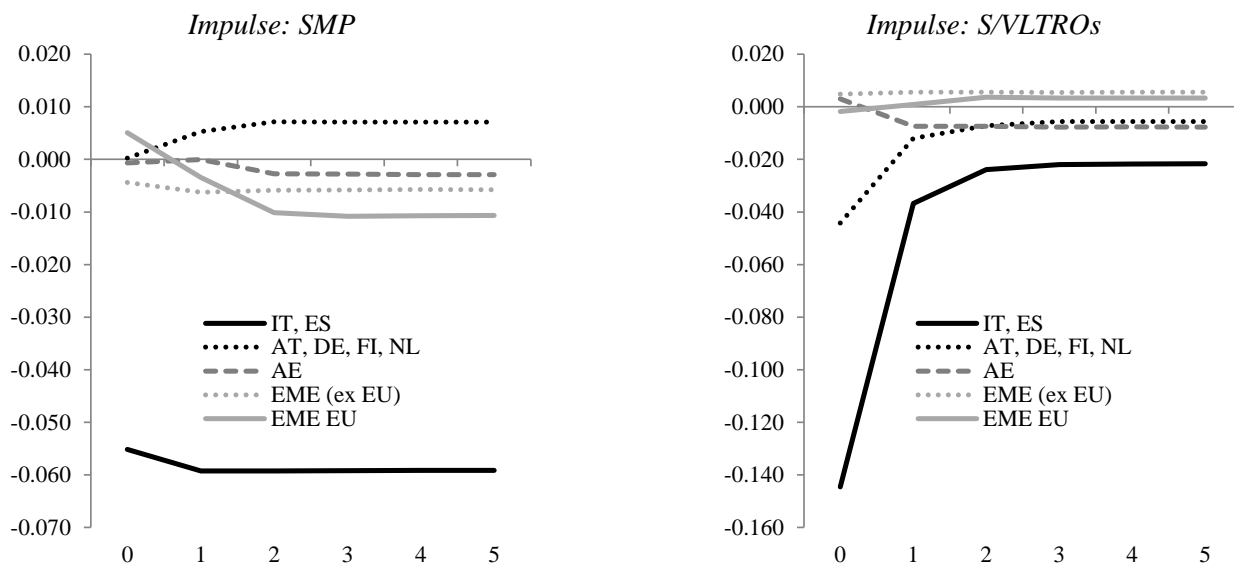 Impulse: SMP
0.020
0.010
0.000
-0.010
-0.020
-0.030
-0.040
-0.050
-0.060
-0.070
IT, ES
AT, DE, FI, NL
AE
EME (ex EU)
EME EU
0 1 2 3 4 5
Impulse: S/VLTROs
0.020
0.000
-0.020
-0.040
-0.060
-0.080
-0.100
-0.120
-0.140
-0.160
IT, ES
AT, DE, FI, NL
AE
EME (ex EU)
EME EU
0 1 2 3 4 5